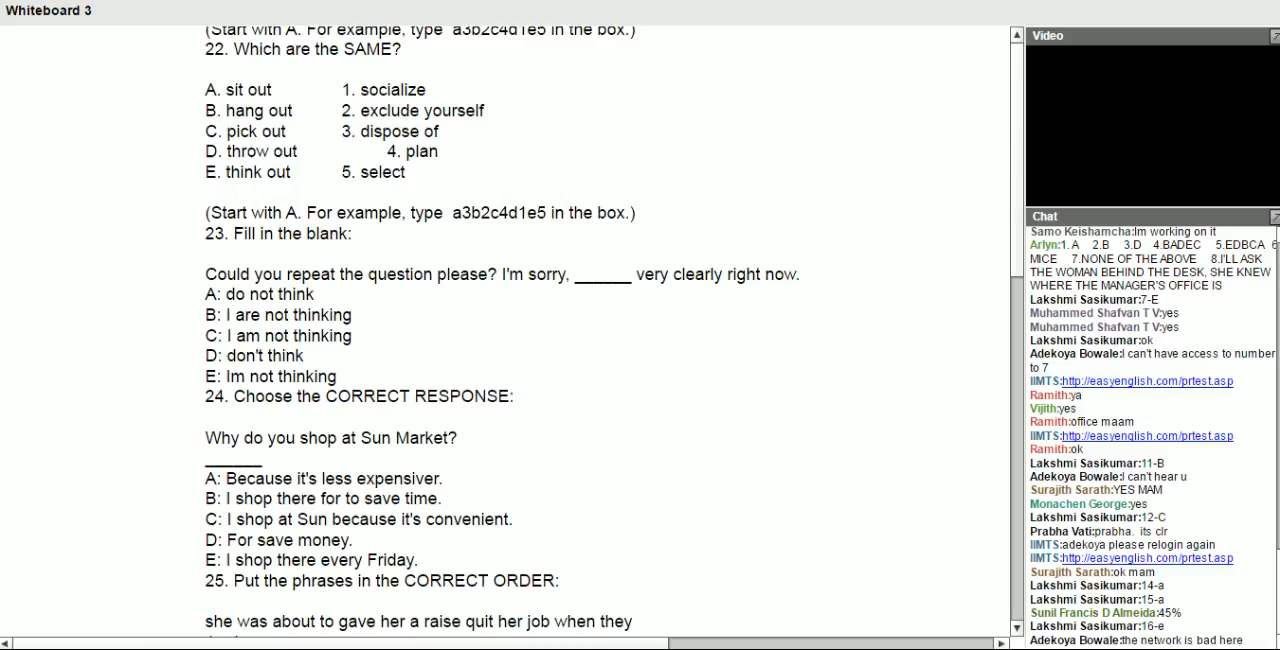 Whiteboard 3
(Start with A. For example, type a3b2c4d1e5 in the box.)
22. Which are the SAME?
A. sit out 1. socialize
B. hang out 2. exclude yourself
C. pick out 3. dispose of
D. throw out 4. plan
E. think out 5. select
(Start with A. For example, type a3b2c4d1e5 in the box.)
23. Fill in the blank:
Could you repeat the question please? I'm sorry, ______ very clearly right now.
A: do not think
B: I are not thinking
C: I am not thinking
D: don't think
E: Im not thinking
24. Choose the CORRECT RESPONSE:
Why do you shop at Sun Market?
______
A: Because it's less expensiver.
B: I shop there for to save time.
C: I shop at Sun because it's convenient.
D: For save money.
E: I shop there every Friday.
25. Put the phrases in the CORRECT ORDER:
she was about to gave her a raise quit her job when they
Video
Chat
Samo Keishamcha:Im working on it
Arlyn:1. A 2.B 3.D 4.BADEC 5.EDBCA 6
MICE 7.NONE OF THE ABOVE 8.I'LL ASK
THE WOMAN BEHIND THE DESK, SHE KNEW
WHERE THE MANAGER'S OFFICE IS
Lakshmi Sasikumar:7-E
Muhammed Shafvan T V:yes
Muhammed Shafvan T V:yes
Lakshmi Sasikumar:ok
Adekoya Bowale:I can't have access to number
to 7
IIMTS:http://easyenglish.com/prtest.asp
Ramith:ya
Vijith:yes
Ramith:office maam
IIMTS:http://easyenglish.com/prtest.asp
Ramith:ok
Lakshmi Sasikumar:11-B
Adekoya Bowale:I can't hear u
Surajith Sarath:YES MAM
Monachen George:yes
Lakshmi Sasikumar:12-C
Prabha Vati:prabha. its clr
IIMTS:adekoya please relogin again
IIMTS:http://easyenglish.com/prtest.asp
Surajith Sarath:ok mam
Lakshmi Sasikumar:14-a
Lakshmi Sasikumar:15-a
Sunil Francis D Almeida:45%
Lakshmi Sasikumar:16-e
Adekoya Bowale:the network is bad here